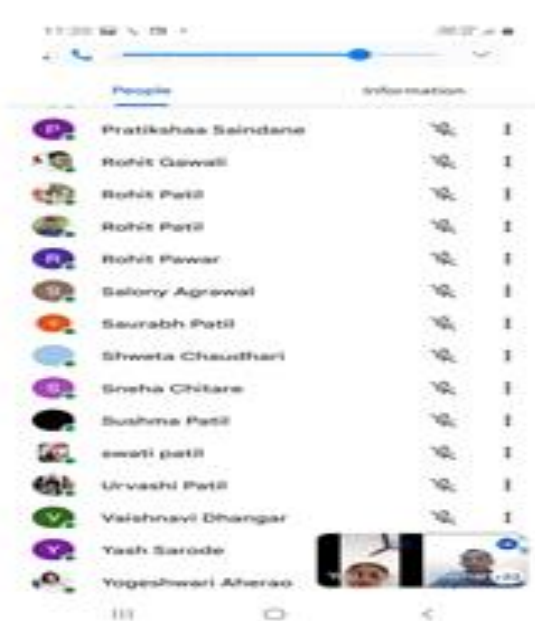 People Information
P Pratikshaa Saindane
Rohit Gawali
Rohit Patil
Rohit Patil
R Rohit Pawar
S Salony Agrawal
Saurabh Patil
Shweta Chaudhari
S Sneha Chitare
Sushma Patil
swati patil
Urvashi Patil
V Vaishnavi Dhangar
Y Yash Sarode
Yogeshwari Aherao